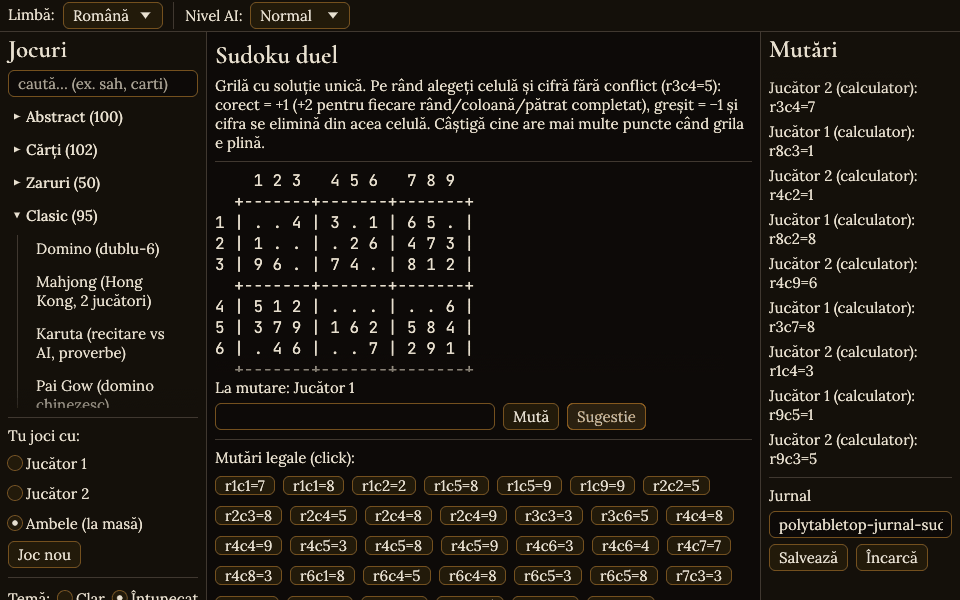 Limbă: Română ▼ Nivel AI: Normal ▼
Jocuri
caută... (ex. sah, carti)
▸ Abstract (100)
▸ Cărți (102)
▸ Zaruri (50)
▾ Clasic (95)
Domino (dublu-6)
Mahjong (Hong
Kong, 2 jucători)
Karuta (recitare vs
AI, proverbe)
Pai Gow (domino
chinezesc)
Tu joci cu:
Jucător 1
Jucător 2
Ambele (la masă)
Joc nou
Temă: Clar Întunecat
Sudoku duel
Grilă cu soluție unică. Pe rând alegeți celulă și cifră fără conflict (r3c4=5):
corect = +1 (+2 pentru fiecare rând/coloană/pătrat completat), greșit = −1 și
cifra se elimină din acea celulă. Câștigă cine are mai multe puncte când grila
e plină.
1 2 3   4 5 6   7 8 9
+-------+-------+-------+
1 | . . 4 | 3 . 1 | 6 5 . |
2 | 1 . . | . 2 6 | 4 7 3 |
3 | 9 6 . | 7 4 . | 8 1 2 |
+-------+-------+-------+
4 | 5 1 2 | . . . | . . 6 |
5 | 3 7 9 | 1 6 2 | 5 8 4 |
6 | . 4 6 | . . 7 | 2 9 1 |
+-------+-------+-------+
La mutare: Jucător 1
Mută Sugestie
Mutări legale (click):
r1c1=7 r1c1=8 r1c2=2 r1c5=8 r1c5=9 r1c9=9 r2c2=5
r2c3=8 r2c4=5 r2c4=8 r2c4=9 r3c3=3 r3c6=5 r4c4=8
r4c4=9 r4c5=3 r4c5=8 r4c5=9 r4c6=3 r4c6=4 r4c7=7
r4c8=3 r6c1=8 r6c4=5 r6c4=8 r6c5=3 r6c5=8 r7c3=3
Mutări
Jucător 2 (calculator):
r3c4=7
Jucător 1 (calculator):
r8c3=1
Jucător 2 (calculator):
r4c2=1
Jucător 1 (calculator):
r8c2=8
Jucător 2 (calculator):
r4c9=6
Jucător 1 (calculator):
r3c7=8
Jucător 2 (calculator):
r1c4=3
Jucător 1 (calculator):
r9c5=1
Jucător 2 (calculator):
r9c3=5
Jurnal
polytabletop-jurnal-sud
Salvează Încarcă